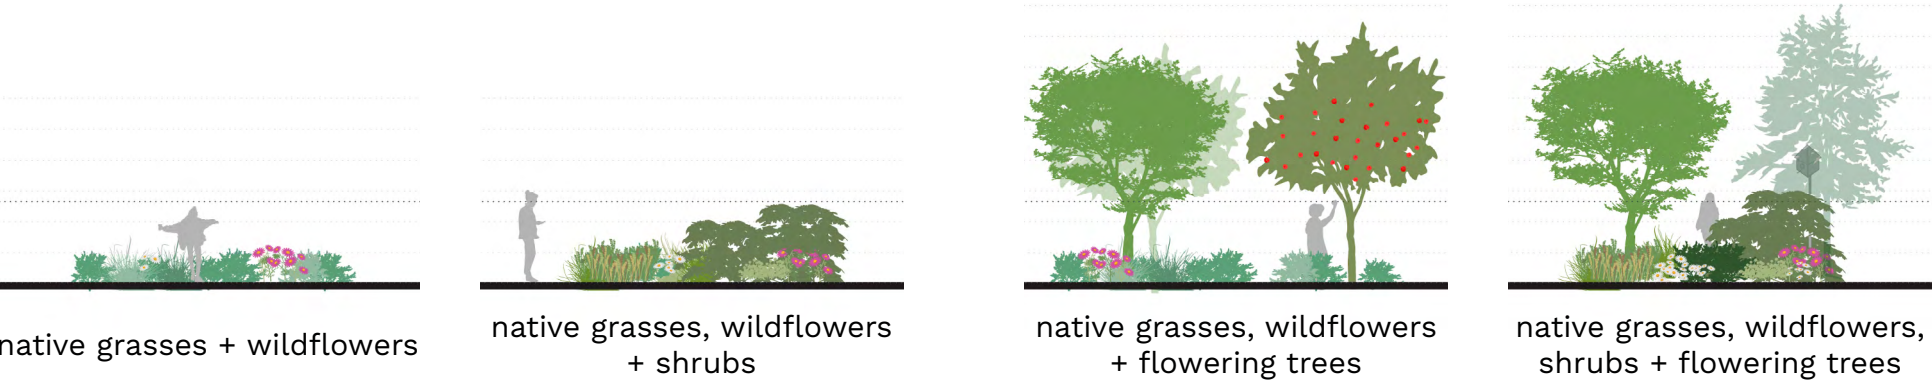 native grasses + wildflowers
native grasses, wildflowers
+ shrubs
native grasses, wildflowers
+ flowering trees
native grasses, wildflowers,
shrubs + flowering trees